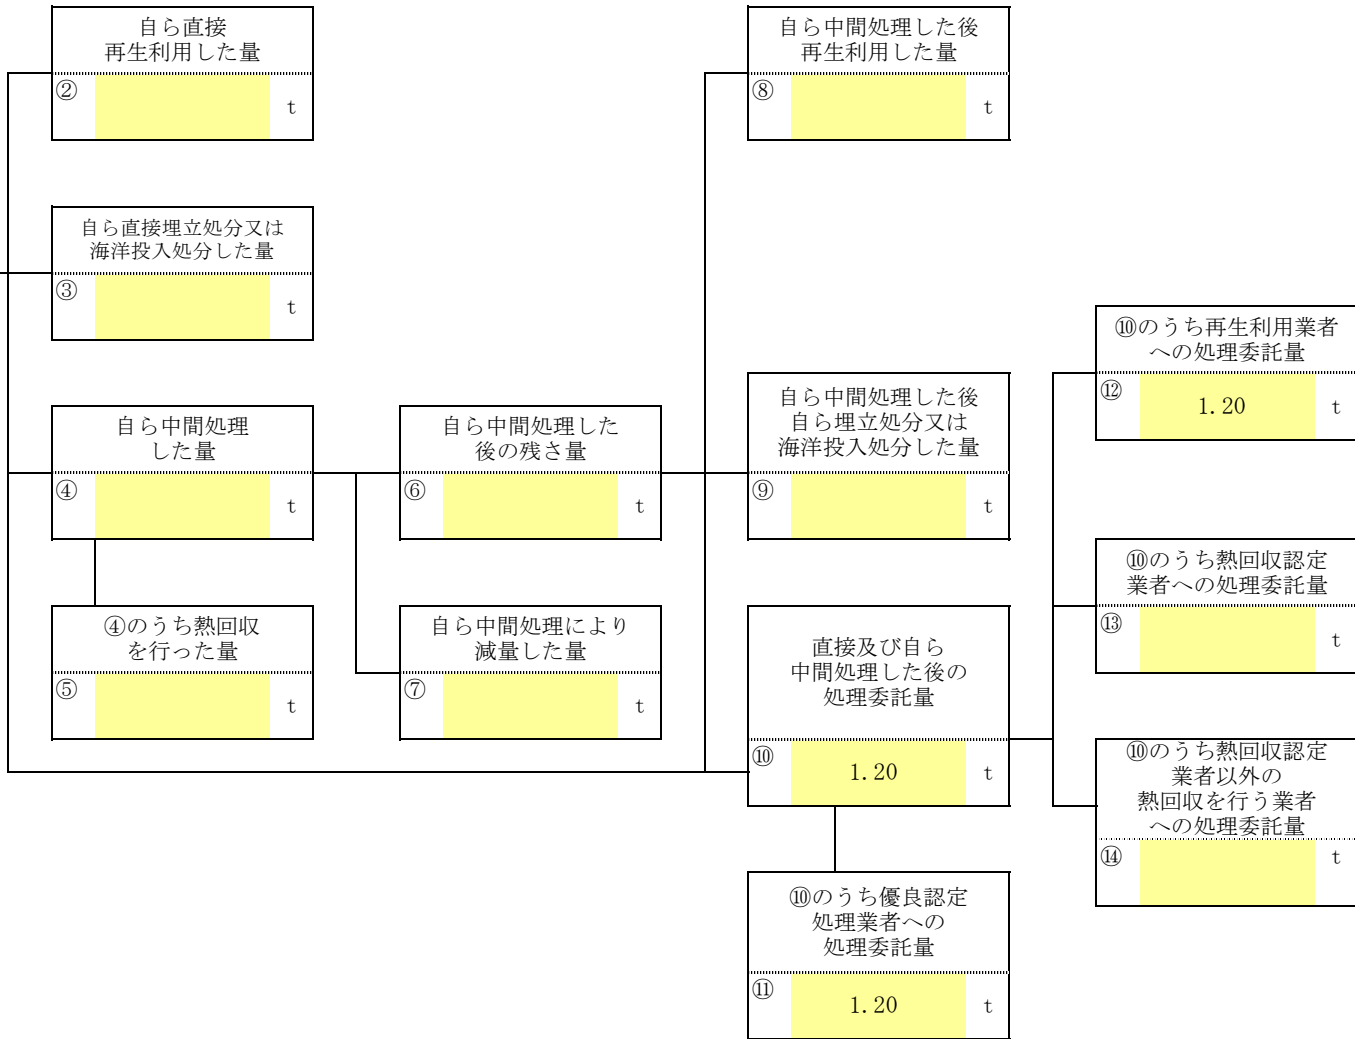 自ら直接
再生利用した量
②
t
自ら直接埋立処分又は
海洋投入処分した量
③
t
自ら中間処理
した量
④
t
④のうち熱回収
を行った量
⑤
t
自ら中間処理した
後の残さ量
⑥
t
自ら中間処理により
減量した量
⑦
t
自ら中間処理した後
再生利用した量
⑧
t
自ら中間処理した後
自ら埋立処分又は
海洋投入処分した量
⑨
t
直接及び自ら
中間処理した後の
処理委託量
⑩ 1.20 t
⑩のうち優良認定
処理業者への
処理委託量
⑪ 1.20 t
⑩のうち再生利用業者
への処理委託量
⑫ 1.20 t
⑩のうち熱回収認定
業者への処理委託量
⑬
t
⑩のうち熱回収認定
業者以外の
熱回収を行う業者
への処理委託量
⑭
t